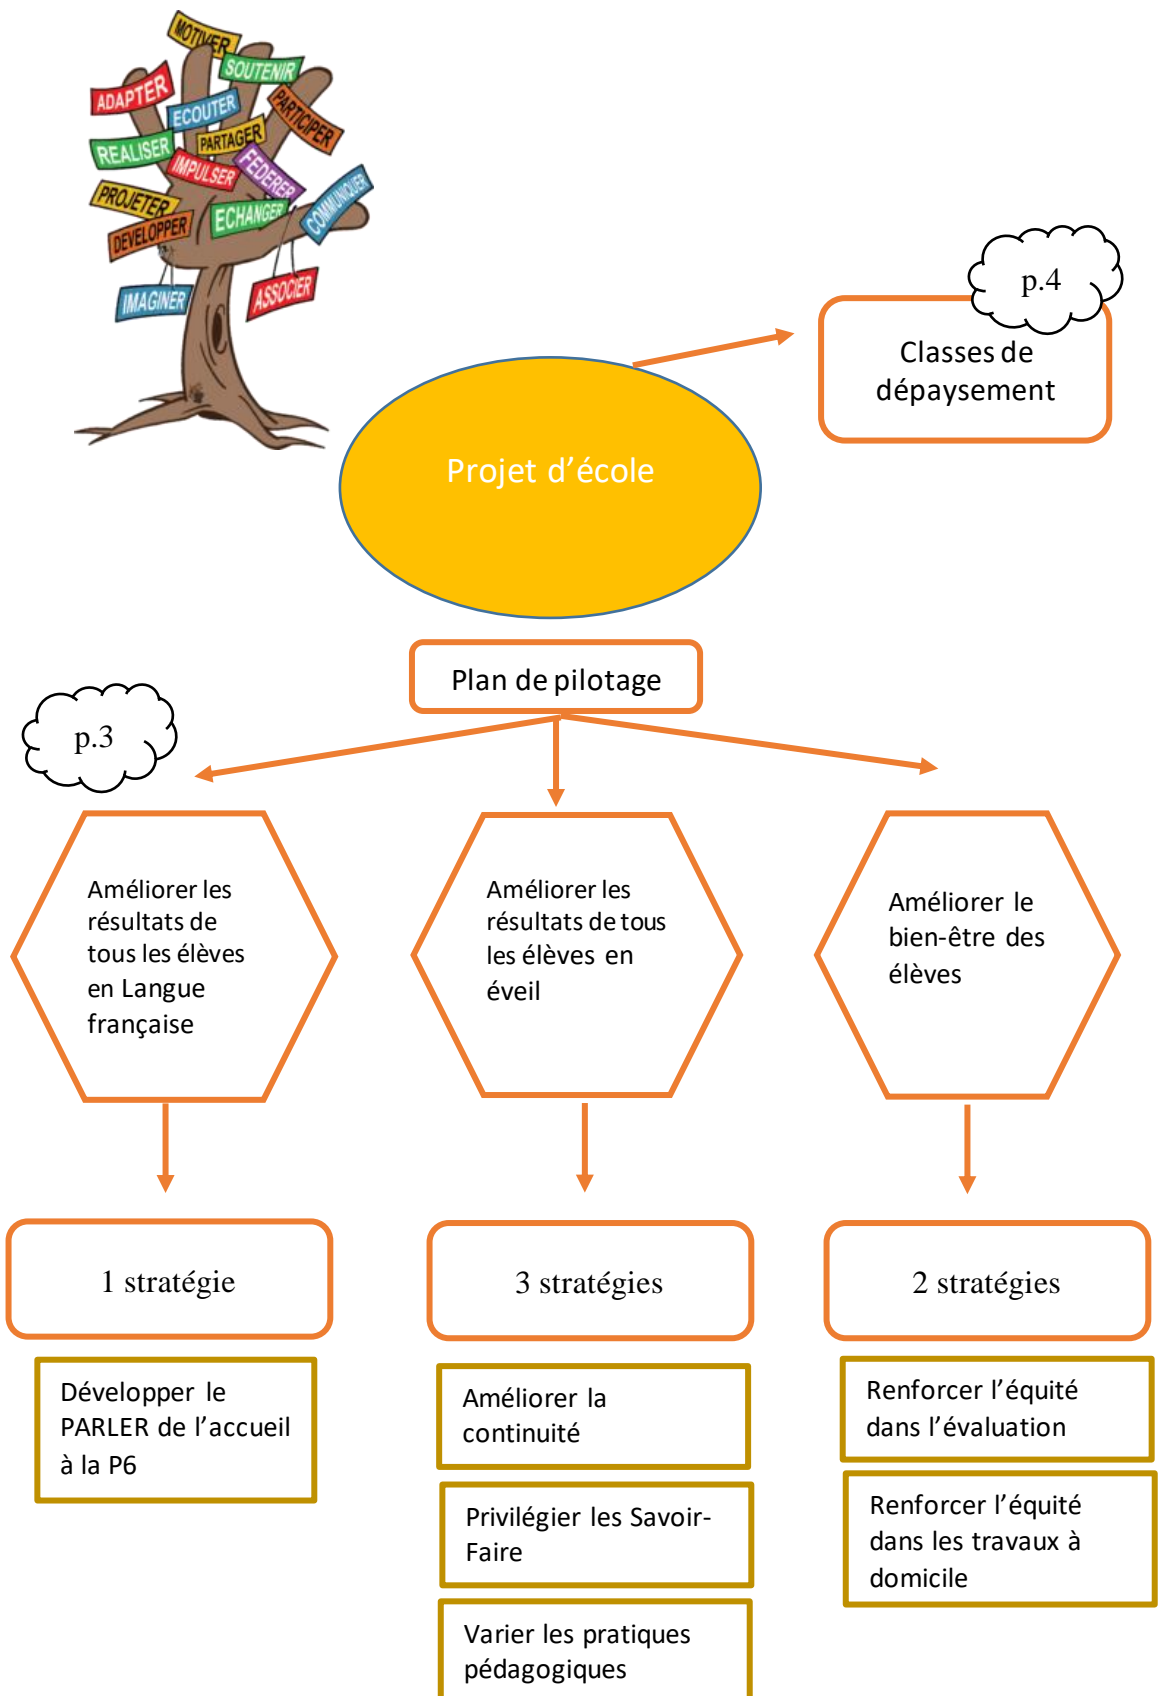 MOTIVER
SOUTENIR
ADAPTER
ECOUTER
PARTICIPER
PARTAGER
REALISER
IMPULSER
FEDERER
PROJETER
COMMUNIQUER
ECHANGER
DEVELOPPER
IMAGINER
ASSOCIER
p.4
Classes de
dépaysement
Projet d’école
Plan de pilotage
p.3
Améliorer les
résultats de
tous les élèves
en Langue
française
Améliorer les
résultats de tous
les élèves en
éveil
Améliorer le
bien-être des
élèves
1 stratégie
3 stratégies
2 stratégies
Développer le
PARLER de l’accueil
à la P6
Améliorer la
continuité
Privilégier les Savoir-
Faire
Varier les pratiques
pédagogiques
Renforcer l’équité
dans l’évaluation
Renforcer l’équité
dans les travaux à
domicile